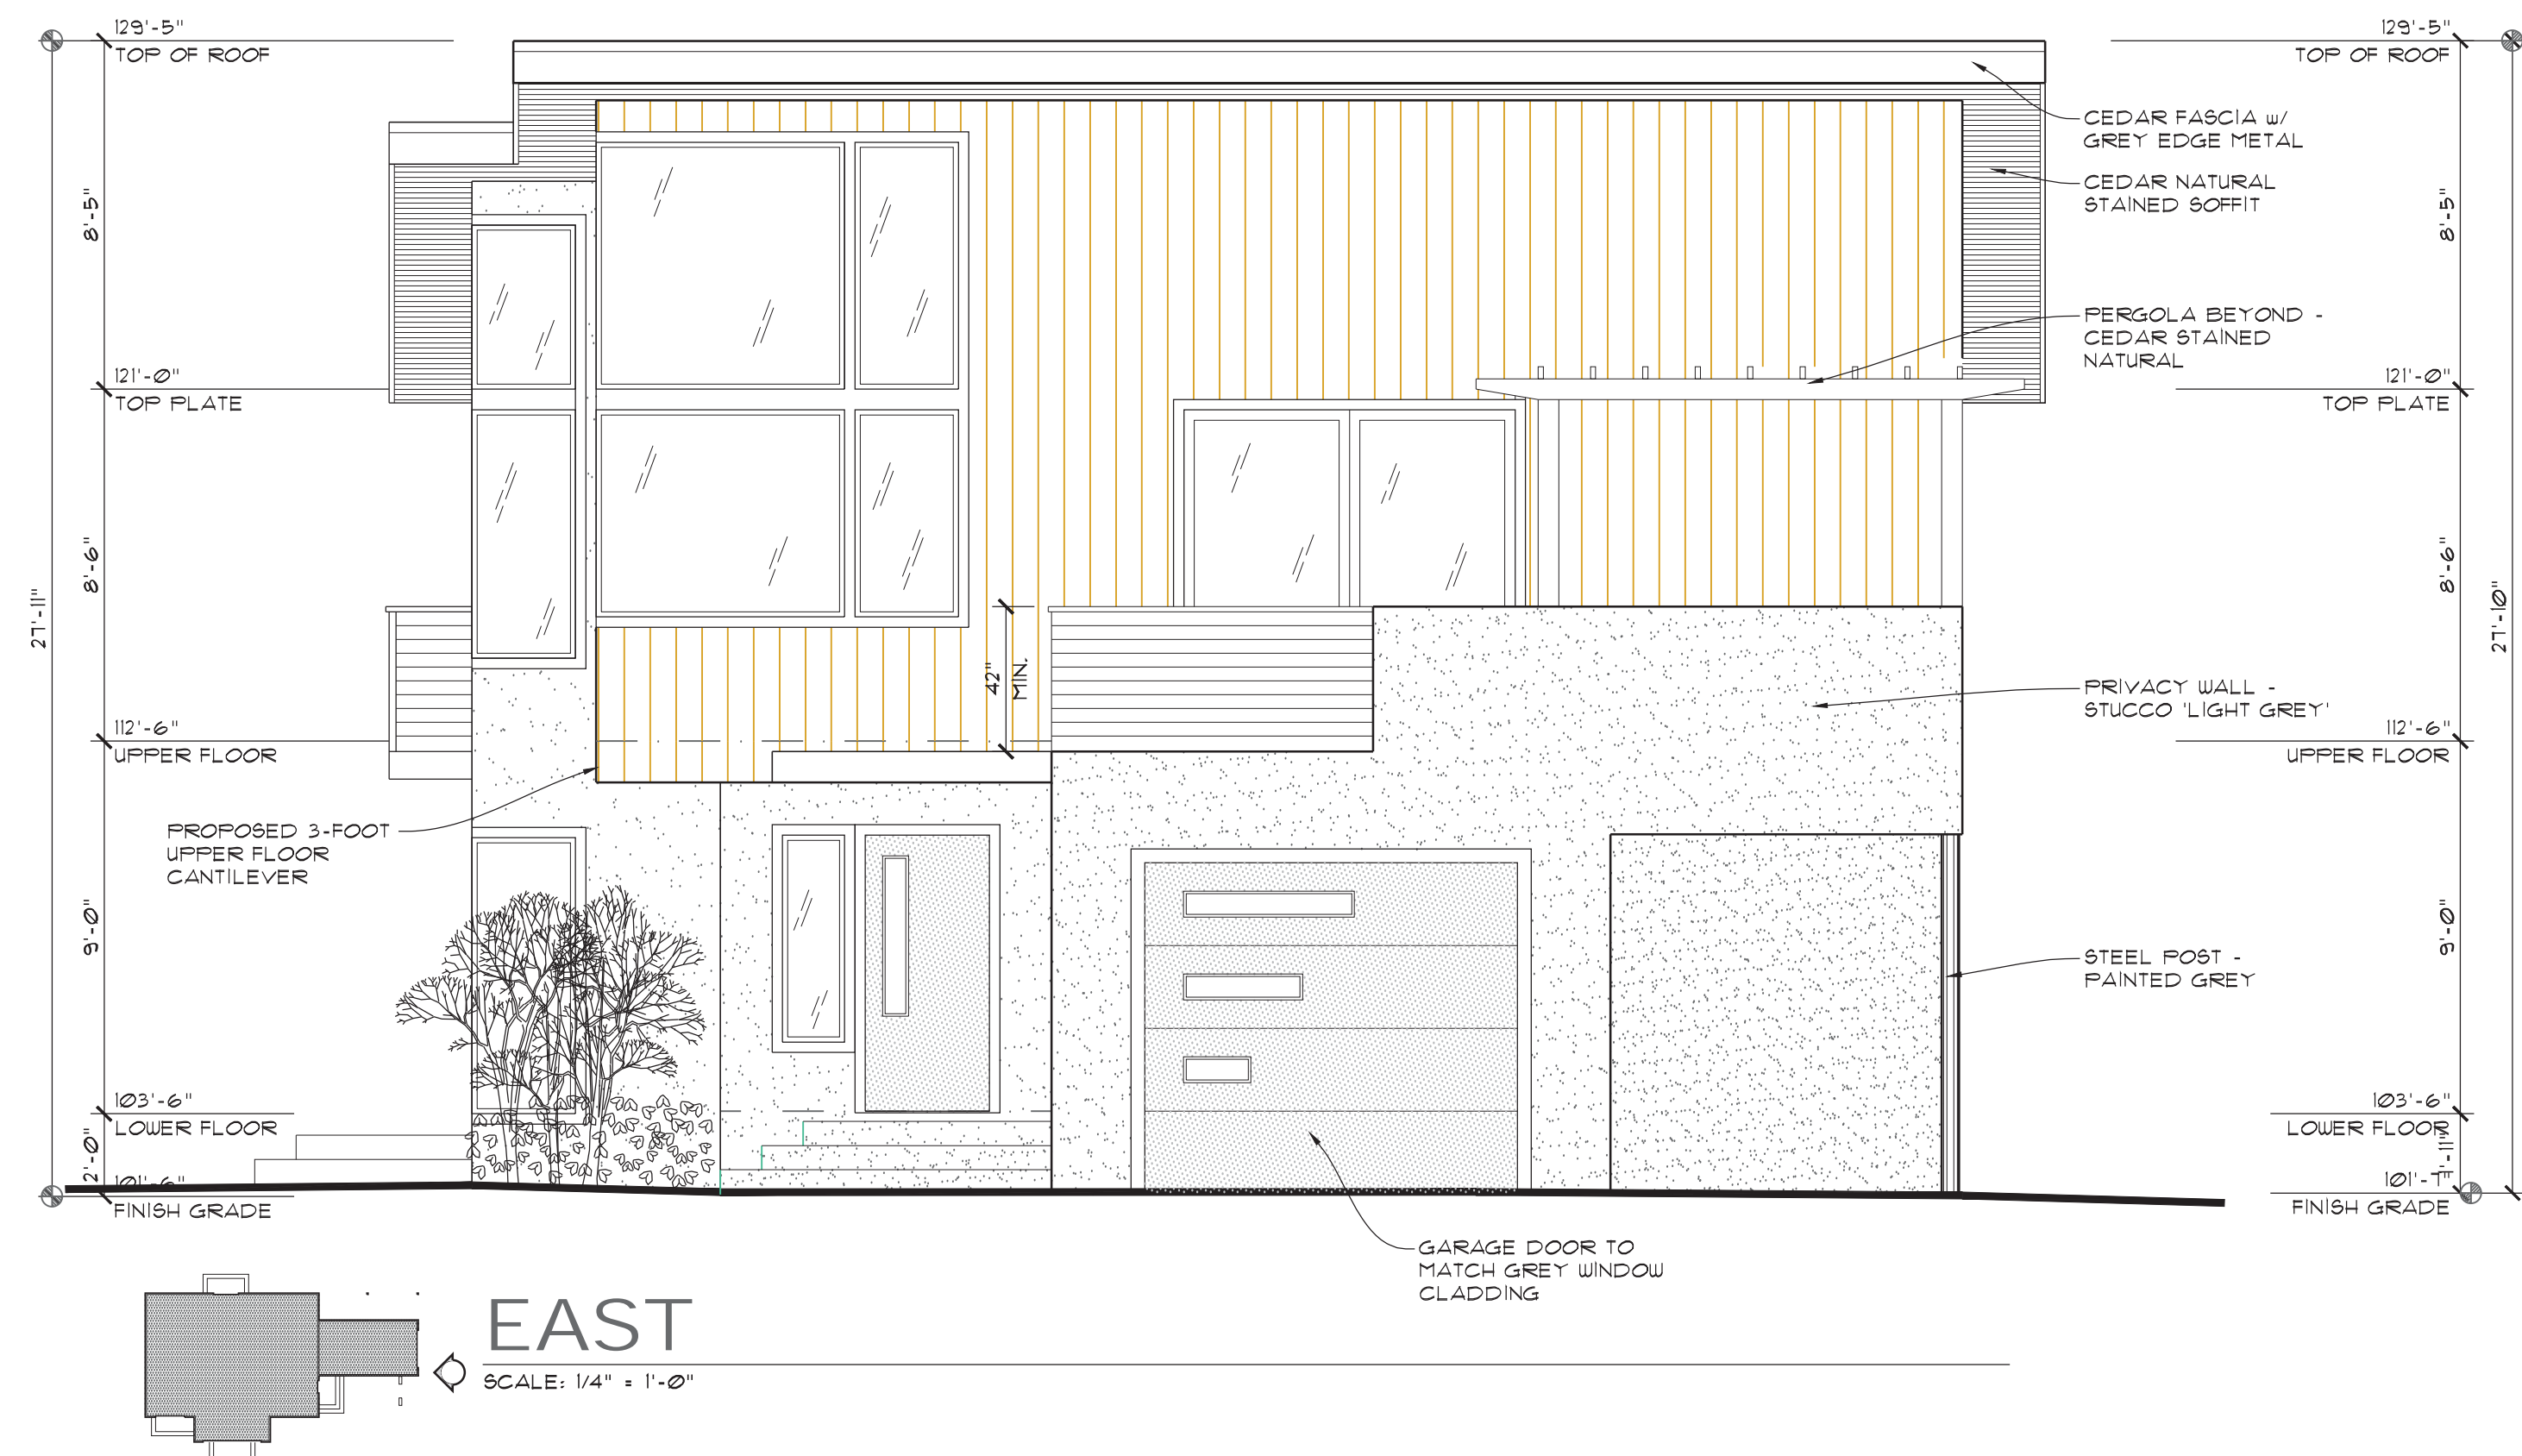 129'-5"
TOP OF ROOF
8'-5"
121'-0"
TOP PLATE
8'-6"
27'-11"
112'-6"
UPPER FLOOR
9'-0"
103'-6"
LOWER FLOOR
2'-0"
101'-6"
FINISH GRADE
PROPOSED 3-FOOT
UPPER FLOOR
CANTILEVER
42"
MIN.
129'-5"
TOP OF ROOF
CEDAR FASCIA w/
GREY EDGE METAL
CEDAR NATURAL
STAINED SOFFIT
8'-5"
PERGOLA BEYOND -
CEDAR STAINED
NATURAL
121'-0"
TOP PLATE
8'-6"
27'-10"
PRIVACY WALL -
STUCCO 'LIGHT GREY'
112'-6"
UPPER FLOOR
9'-0"
STEEL POST -
PAINTED GREY
103'-6"
LOWER FLOOR
1'-11"
101'-7"
FINISH GRADE
GARAGE DOOR TO
MATCH GREY WINDOW
CLADDING
EAST
SCALE: 1/4" = 1'-0"